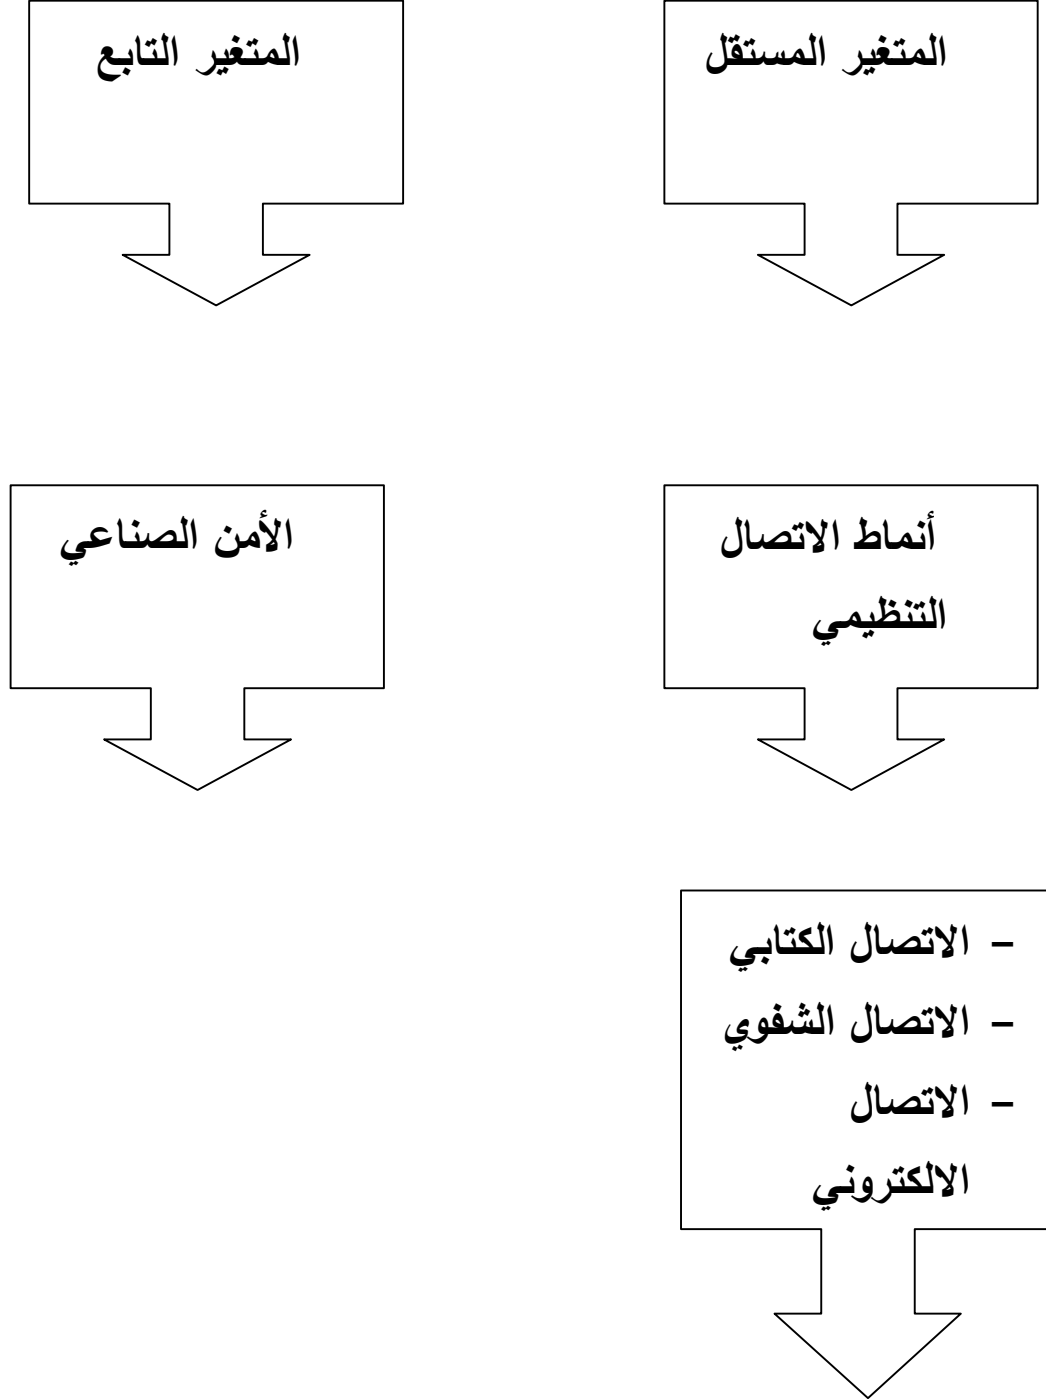 المتغير المستقل
المتغير التابع
أنماط الاتصال
التنظيمي
الأمن الصناعي
- الاتصال الكتابي
- الاتصال الشفوي
- الاتصال
الالكتروني